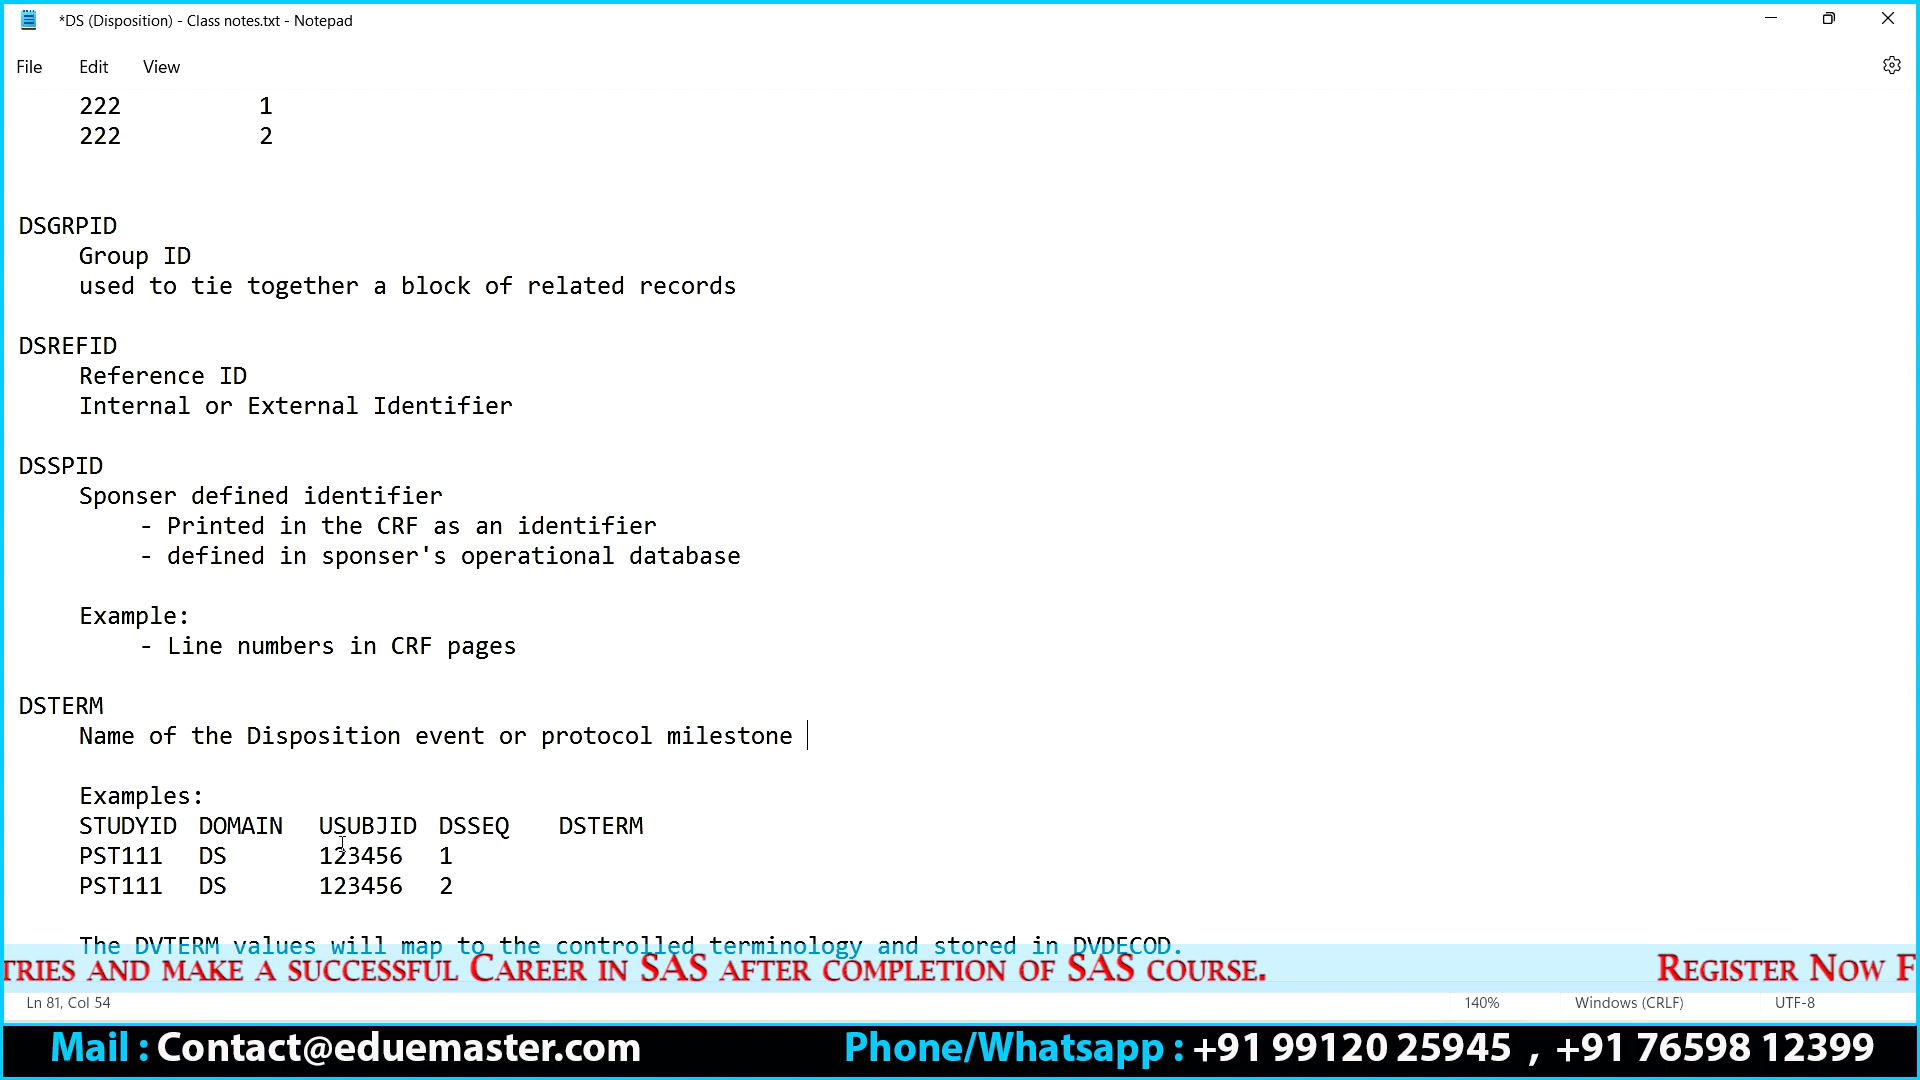 *DS (Disposition) - Class notes.txt - Notepad
File Edit View
222 1
222 2
DSGRPID
Group ID
used to tie together a block of related records
DSREFID
Reference ID
Internal or External Identifier
DSSPID
Sponser defined identifier
- Printed in the CRF as an identifier
- defined in sponser's operational database
Example:
- Line numbers in CRF pages
DSTERM
Name of the Disposition event or protocol milestone
Examples:
STUDYID DOMAIN USUBJID DSSEQ DSTERM
PST111 DS 123456 1
PST111 DS 123456 2
The DVTERM values will map to the controlled terminology and stored in DVDECOD.
TRIES AND MAKE A SUCCESSFUL CAREER IN SAS AFTER COMPLETION OF SAS COURSE. REGISTER NOW F
Ln 81, Col 54 140% Windows (CRLF) UTF-8
Mail : Contact@eduemaster.com Phone/Whatsapp : +91 99120 25945 , +91 76598 12399